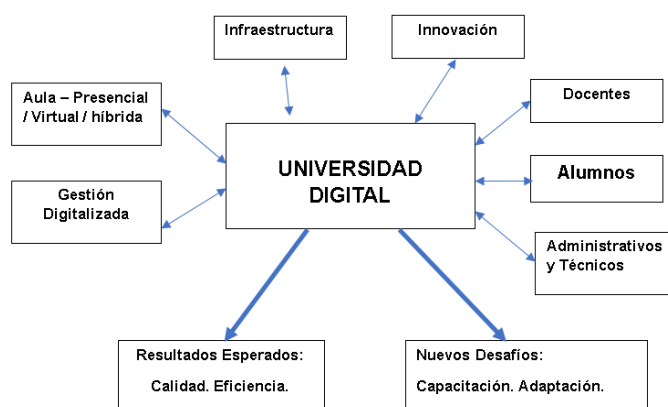 Infraestructura
Innovación
Aula – Presencial
/ Virtual / híbrida
Docentes
UNIVERSIDAD
DIGITAL
Alumnos
Gestión
Digitalizada
Administrativos
y Técnicos
Resultados Esperados:
Calidad. Eficiencia.
Nuevos Desafíos:
Capacitación. Adaptación.